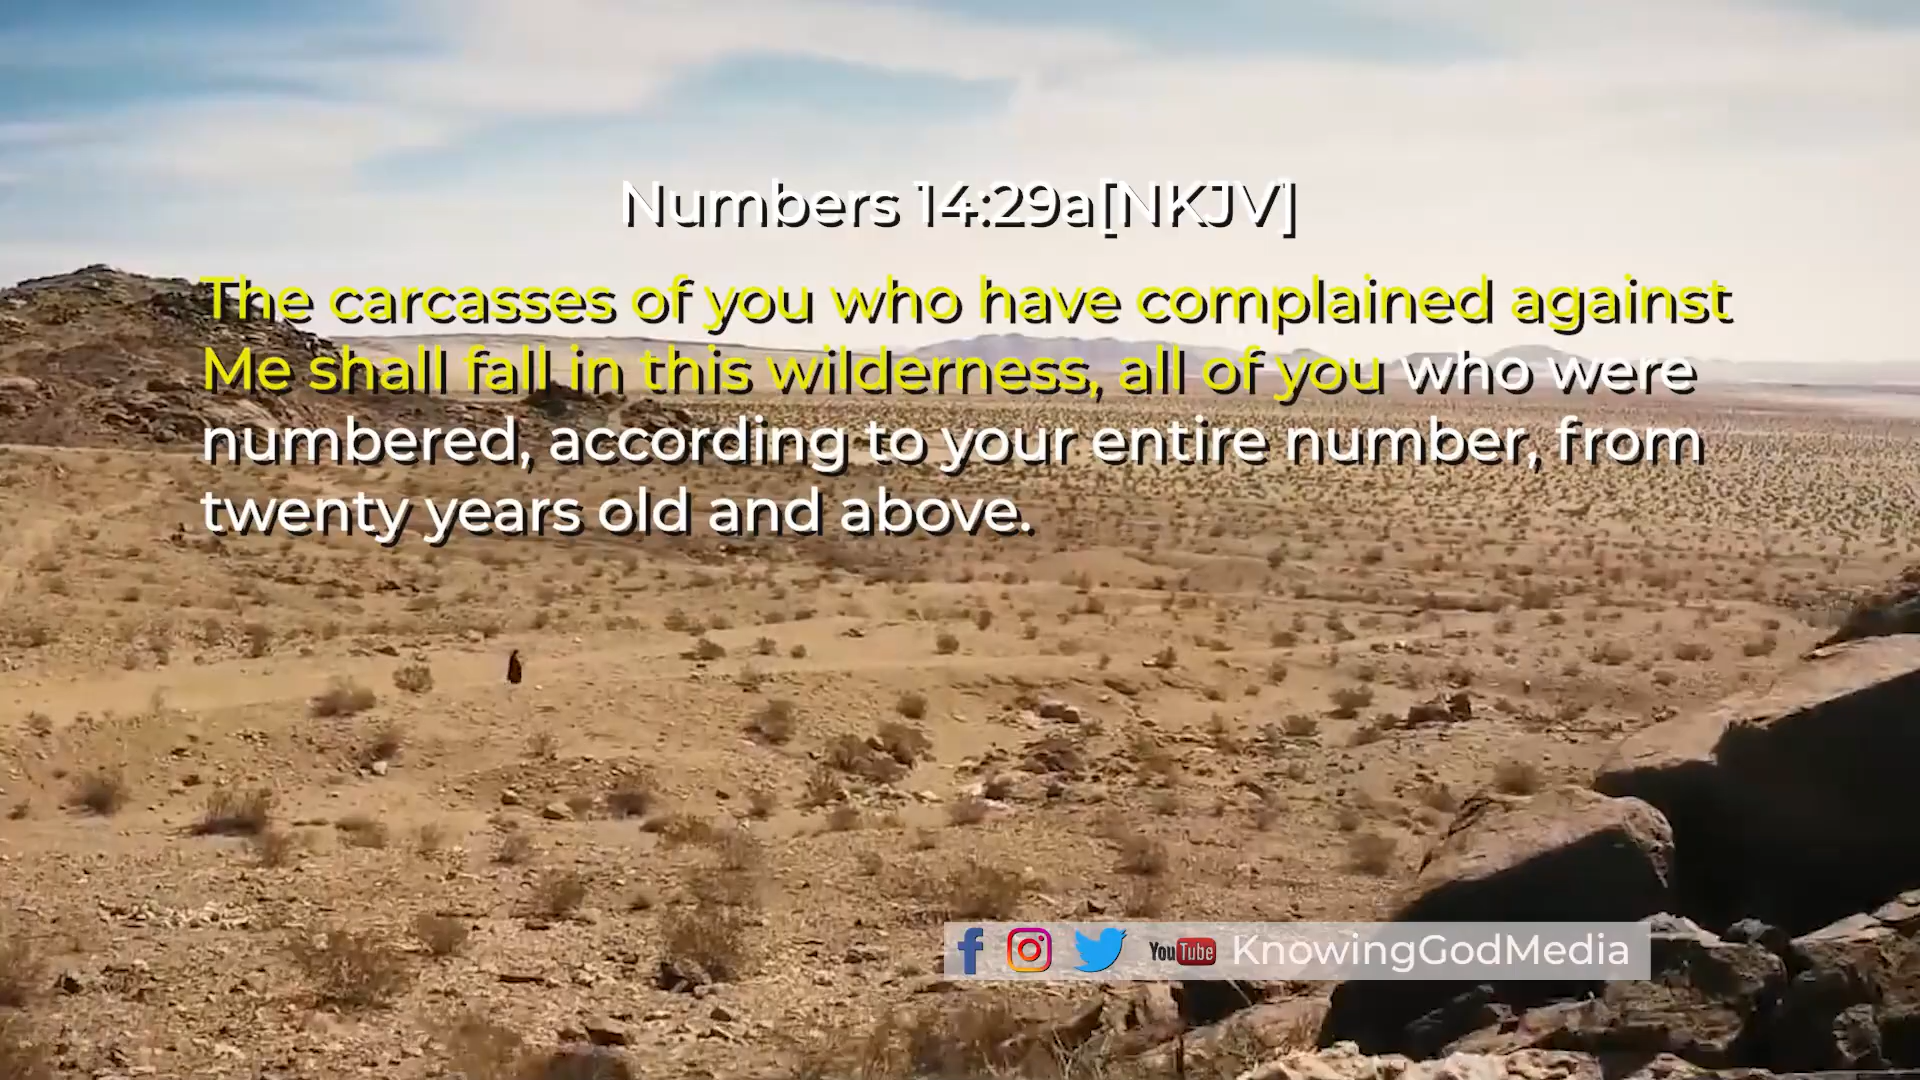 Numbers 14:29a[NKJV]
The carcasses of you who have complained against
Me shall fall in this wilderness, all of you who were
numbered, according to your entire number, from
twenty years old and above.
f YouTube KnowingGodMedia